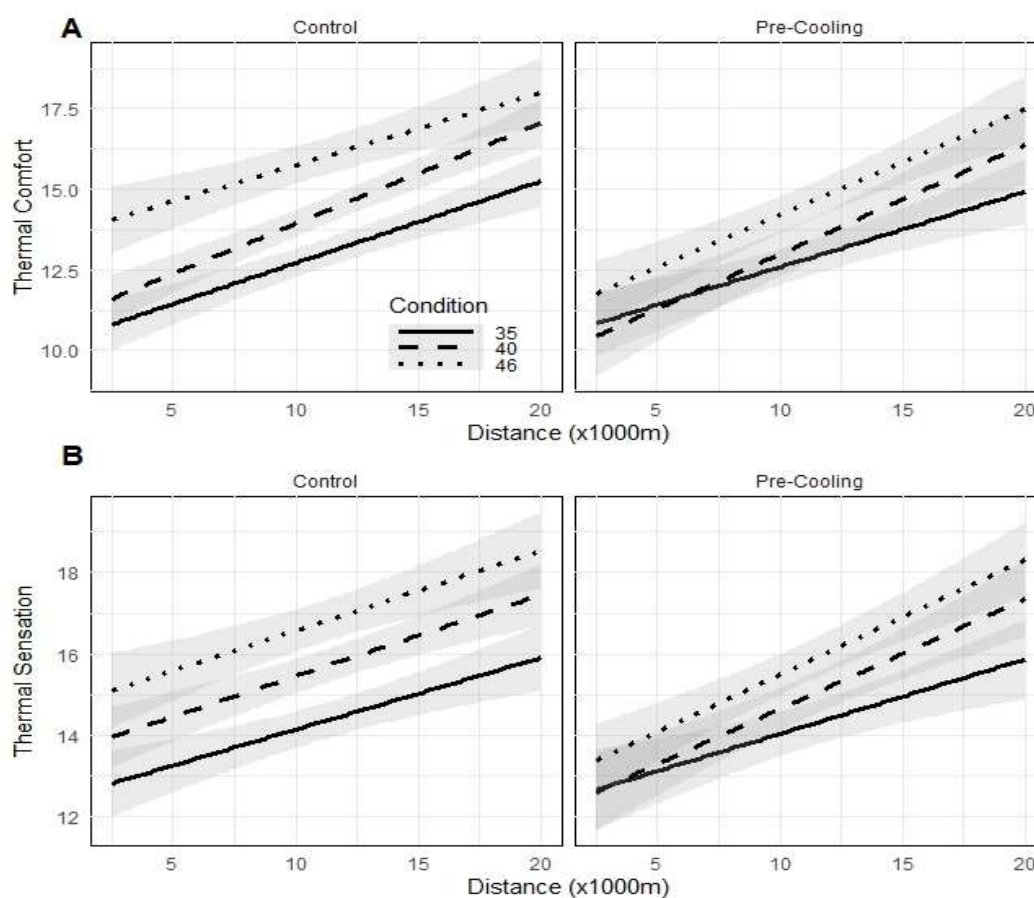 A
Control
Pre-Cooling
Thermal Comfort
17.5
15.0
12.5
10.0
Condition
35
40
46
5
10
15
20
5
10
15
20
Distance (x1000m)
B
Control
Pre-Cooling
Thermal Sensation
18
16
14
12
5
10
15
20
5
10
15
20
Distance (x1000m)